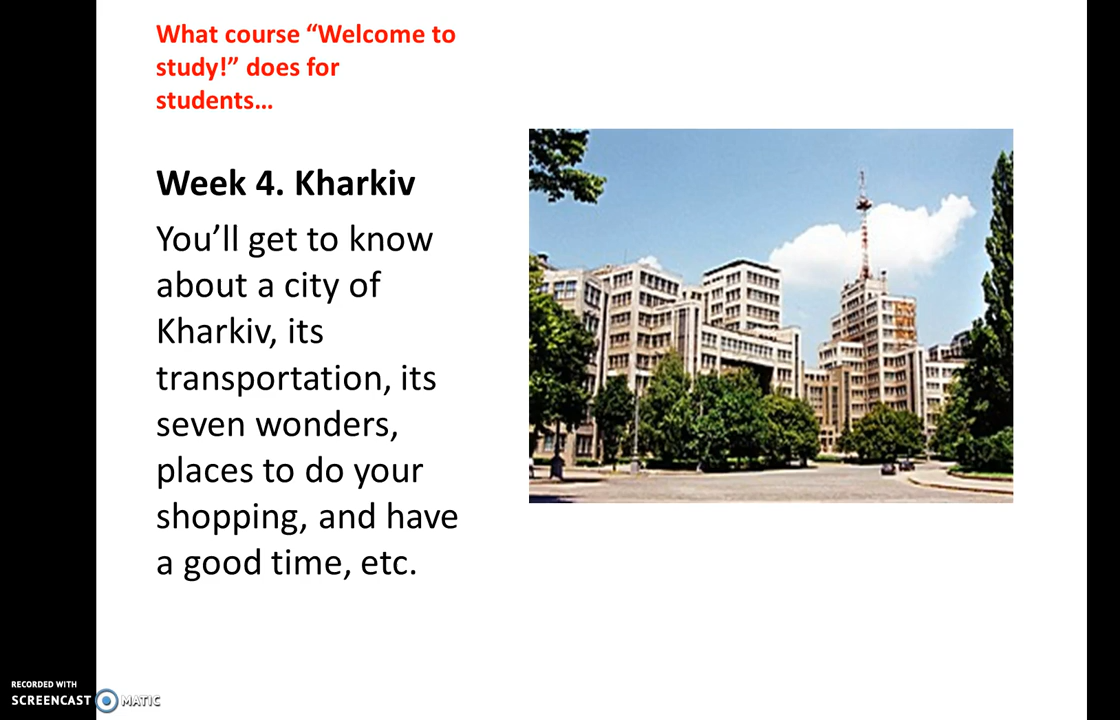 What course “Welcome to
study!” does for
students...
Week 4. Kharkiv
You’ll get to know
about a city of
Kharkiv, its
transportation, its
seven wonders,
places to do your
shopping, and have
a good time, etc.
RECORDED WITH
SCREENCAST MATIC